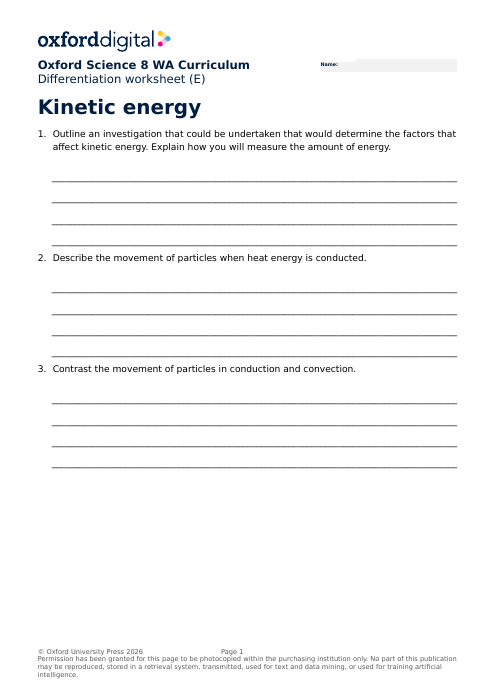 oxforddigital
Oxford Science 8 WA Curriculum
Name:
Differentiation worksheet (E)
Kinetic energy
1. Outline an investigation that could be undertaken that would determine the factors that
affect kinetic energy. Explain how you will measure the amount of energy.
2. Describe the movement of particles when heat energy is conducted.
3. Contrast the movement of particles in conduction and convection.
© Oxford University Press 2026 Page 1
Permission has been granted for this page to be photocopied within the purchasing institution only. No part of this publication
may be reproduced, stored in a retrieval system, transmitted, used for text and data mining, or used for training artificial
intelligence.